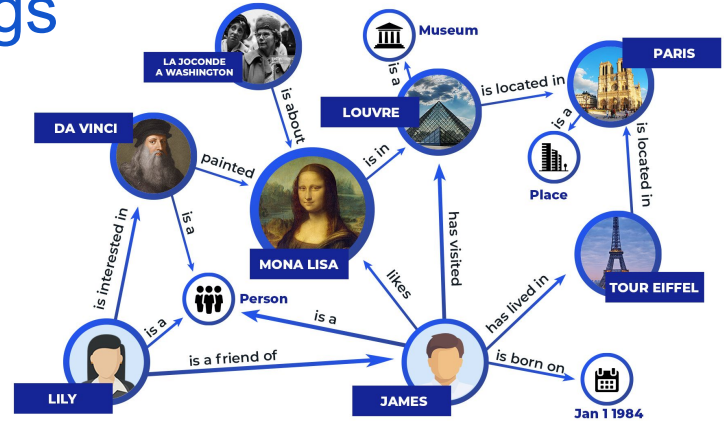 gs
LA JOCONDE
A WASHINGTON
Museum
PARIS
is a
is located in
LOUVRE
DA VINCI
is about
is a
is located in
painted
is in
Place
is interested in
is a
has visited
MONA LISA
TOUR EIFFEL
likes
has lived in
Person
is a
is a
is a friend of
is born on
LILY
JAMES
Jan 1 1984